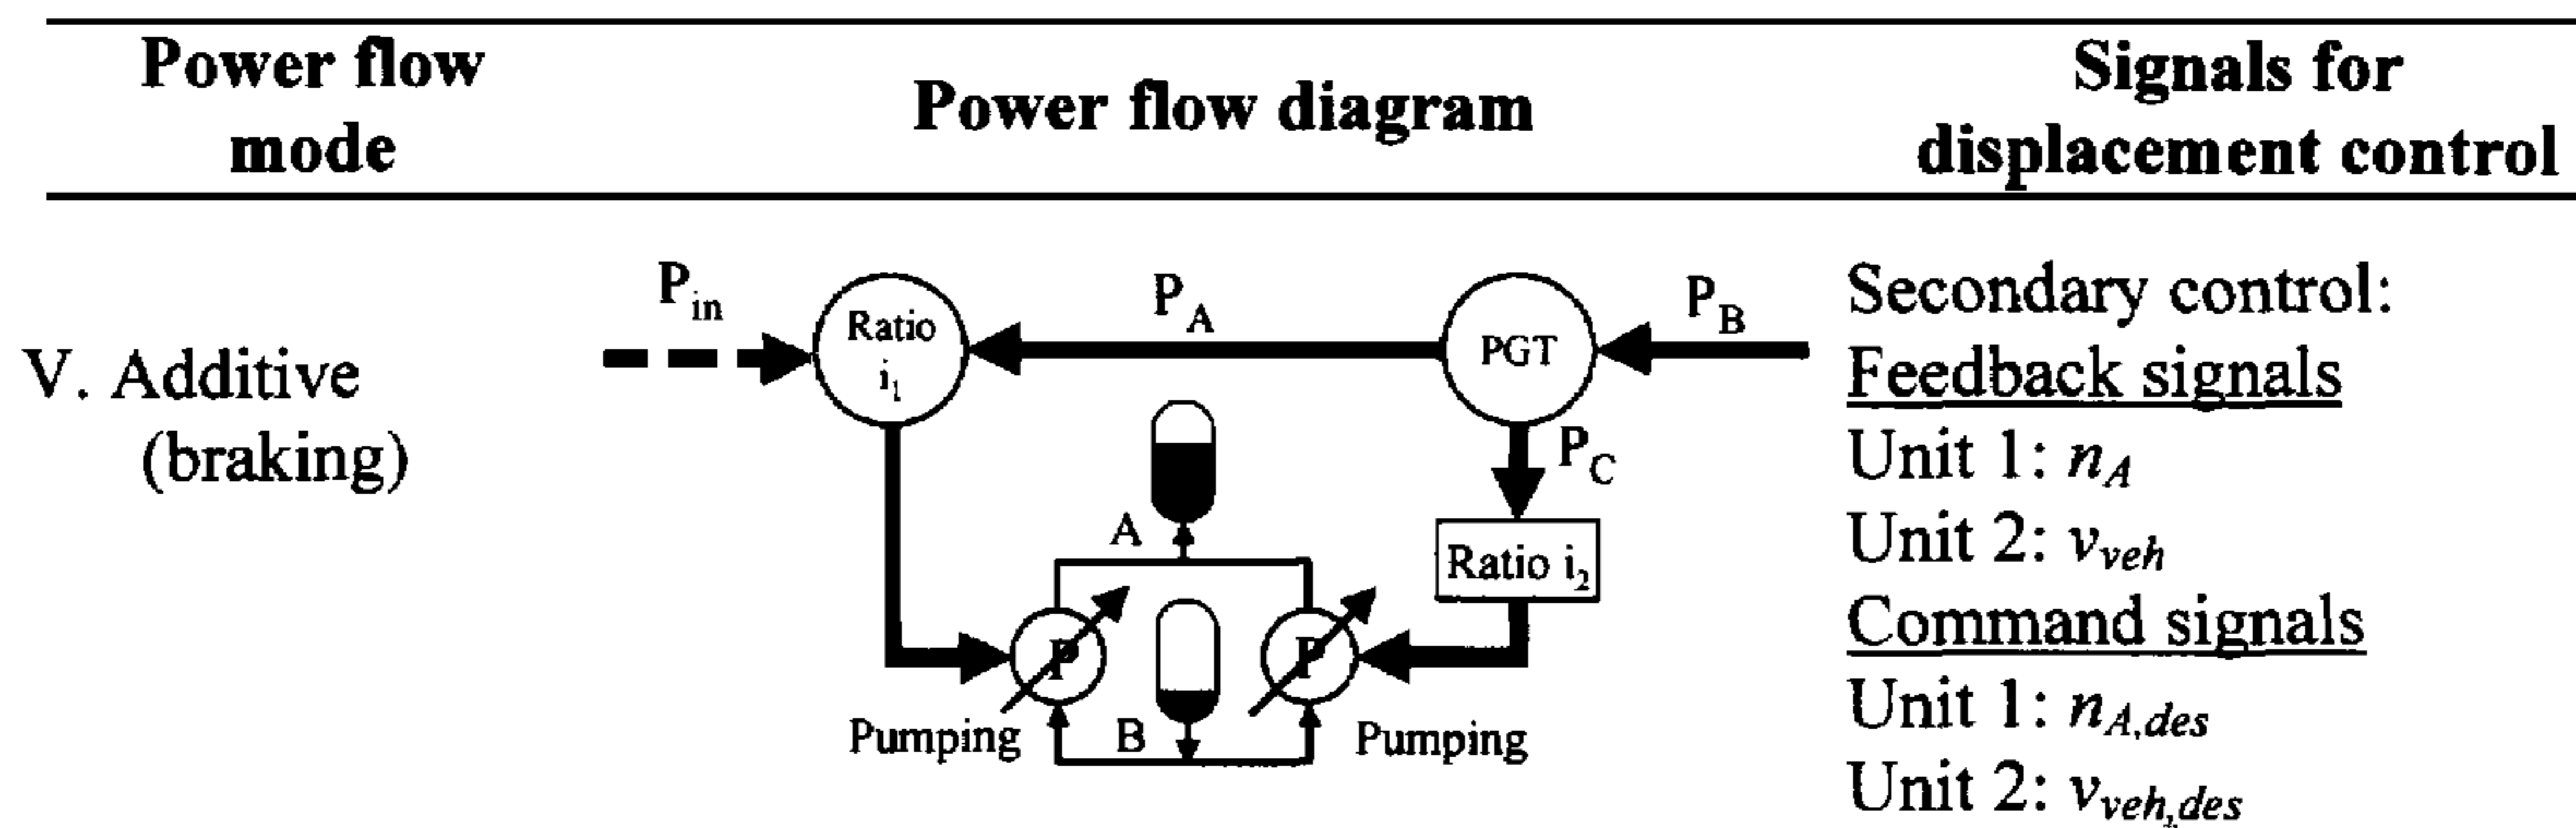 Power flow
mode
Power flow diagram
Signals for
displacement control
V. Additive
(braking)
P_in
Ratio
i_1
P_A
PGT
P_B
P_C
A
Ratio i_2
P
P
Pumping
B
Pumping
Secondary control:
Feedback signals
Unit 1: n_A
Unit 2: v_veh
Command signals
Unit 1: n_A,des
Unit 2: v_veh,des